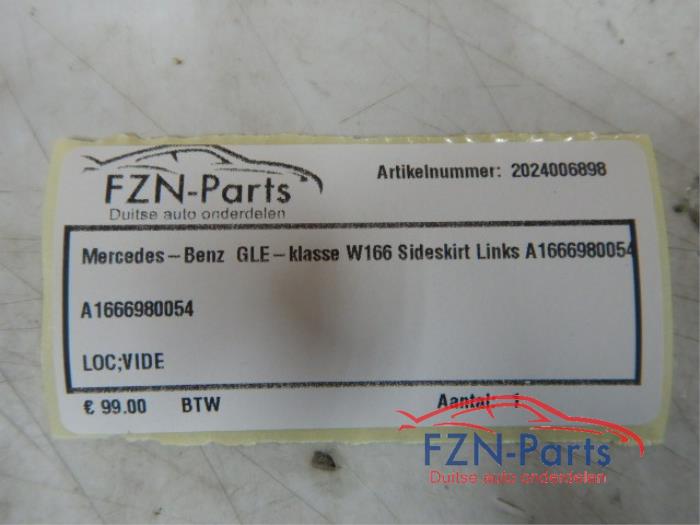 FZN-Parts
Duitse auto onderdelen
Artikelnummer: 2024006898
Mercedes-Benz GLE-klasse W166 Sideskirt Links A1666980054
A1666980054
LOC;VIDE
€ 99.00 BTW Aantal: 1
FZN-Parts
Duitse auto onderdelen